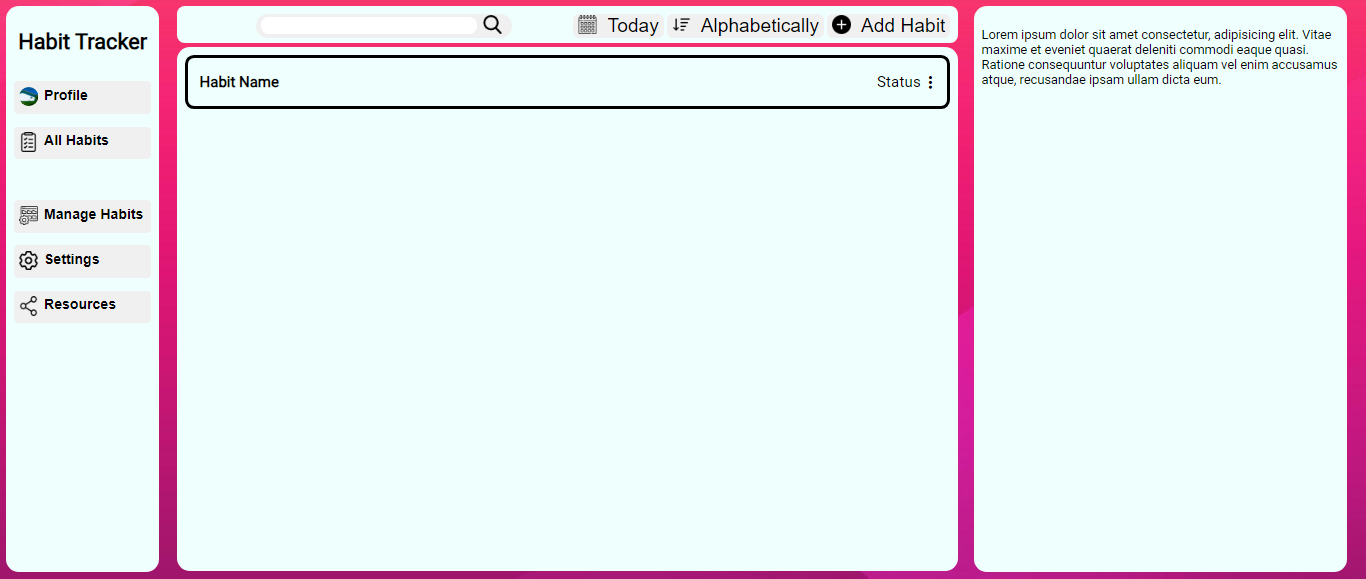 Habit Tracker
Profile
All Habits
Manage Habits
Settings
Resources
Today
Alphabetically
Add Habit
Habit Name
Status
Lorem ipsum dolor sit amet consectetur, adipisicing elit. Vitae
maxime et eveniet quaerat deleniti commodi eaque quasi.
Ratione consequuntur voluptates aliquam vel enim accusamus
atque, recusandae ipsam ullam dicta eum.